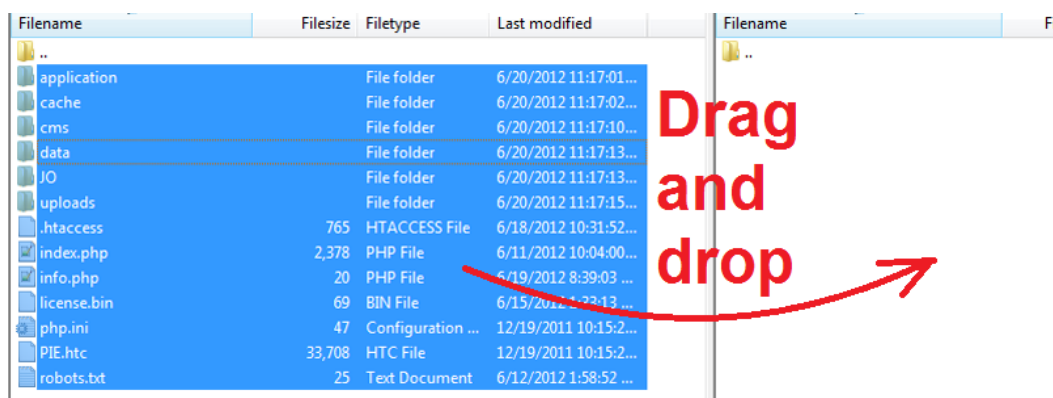 Filename Filesize Filetype Last modified Filename F
.. ..
application File folder 6/20/2012 11:17:01...
cache File folder 6/20/2012 11:17:02...
cms File folder 6/20/2012 11:17:10...
data File folder 6/20/2012 11:17:13...
JO File folder 6/20/2012 11:17:13...
uploads File folder 6/20/2012 11:17:15...
.htaccess 765 HTACCESS File 6/18/2012 10:31:52...
index.php 2,378 PHP File 6/11/2012 10:04:00...
info.php 20 PHP File 6/19/2012 8:39:03 ...
license.bin 69 BIN File 6/15/2012 1:33:13 ...
php.ini 47 Configuration ... 12/19/2011 10:15:2...
PIE.htc 33,708 HTC File 12/19/2011 10:15:2...
robots.txt 25 Text Document 6/12/2012 1:58:52 ...
Drag
and
drop